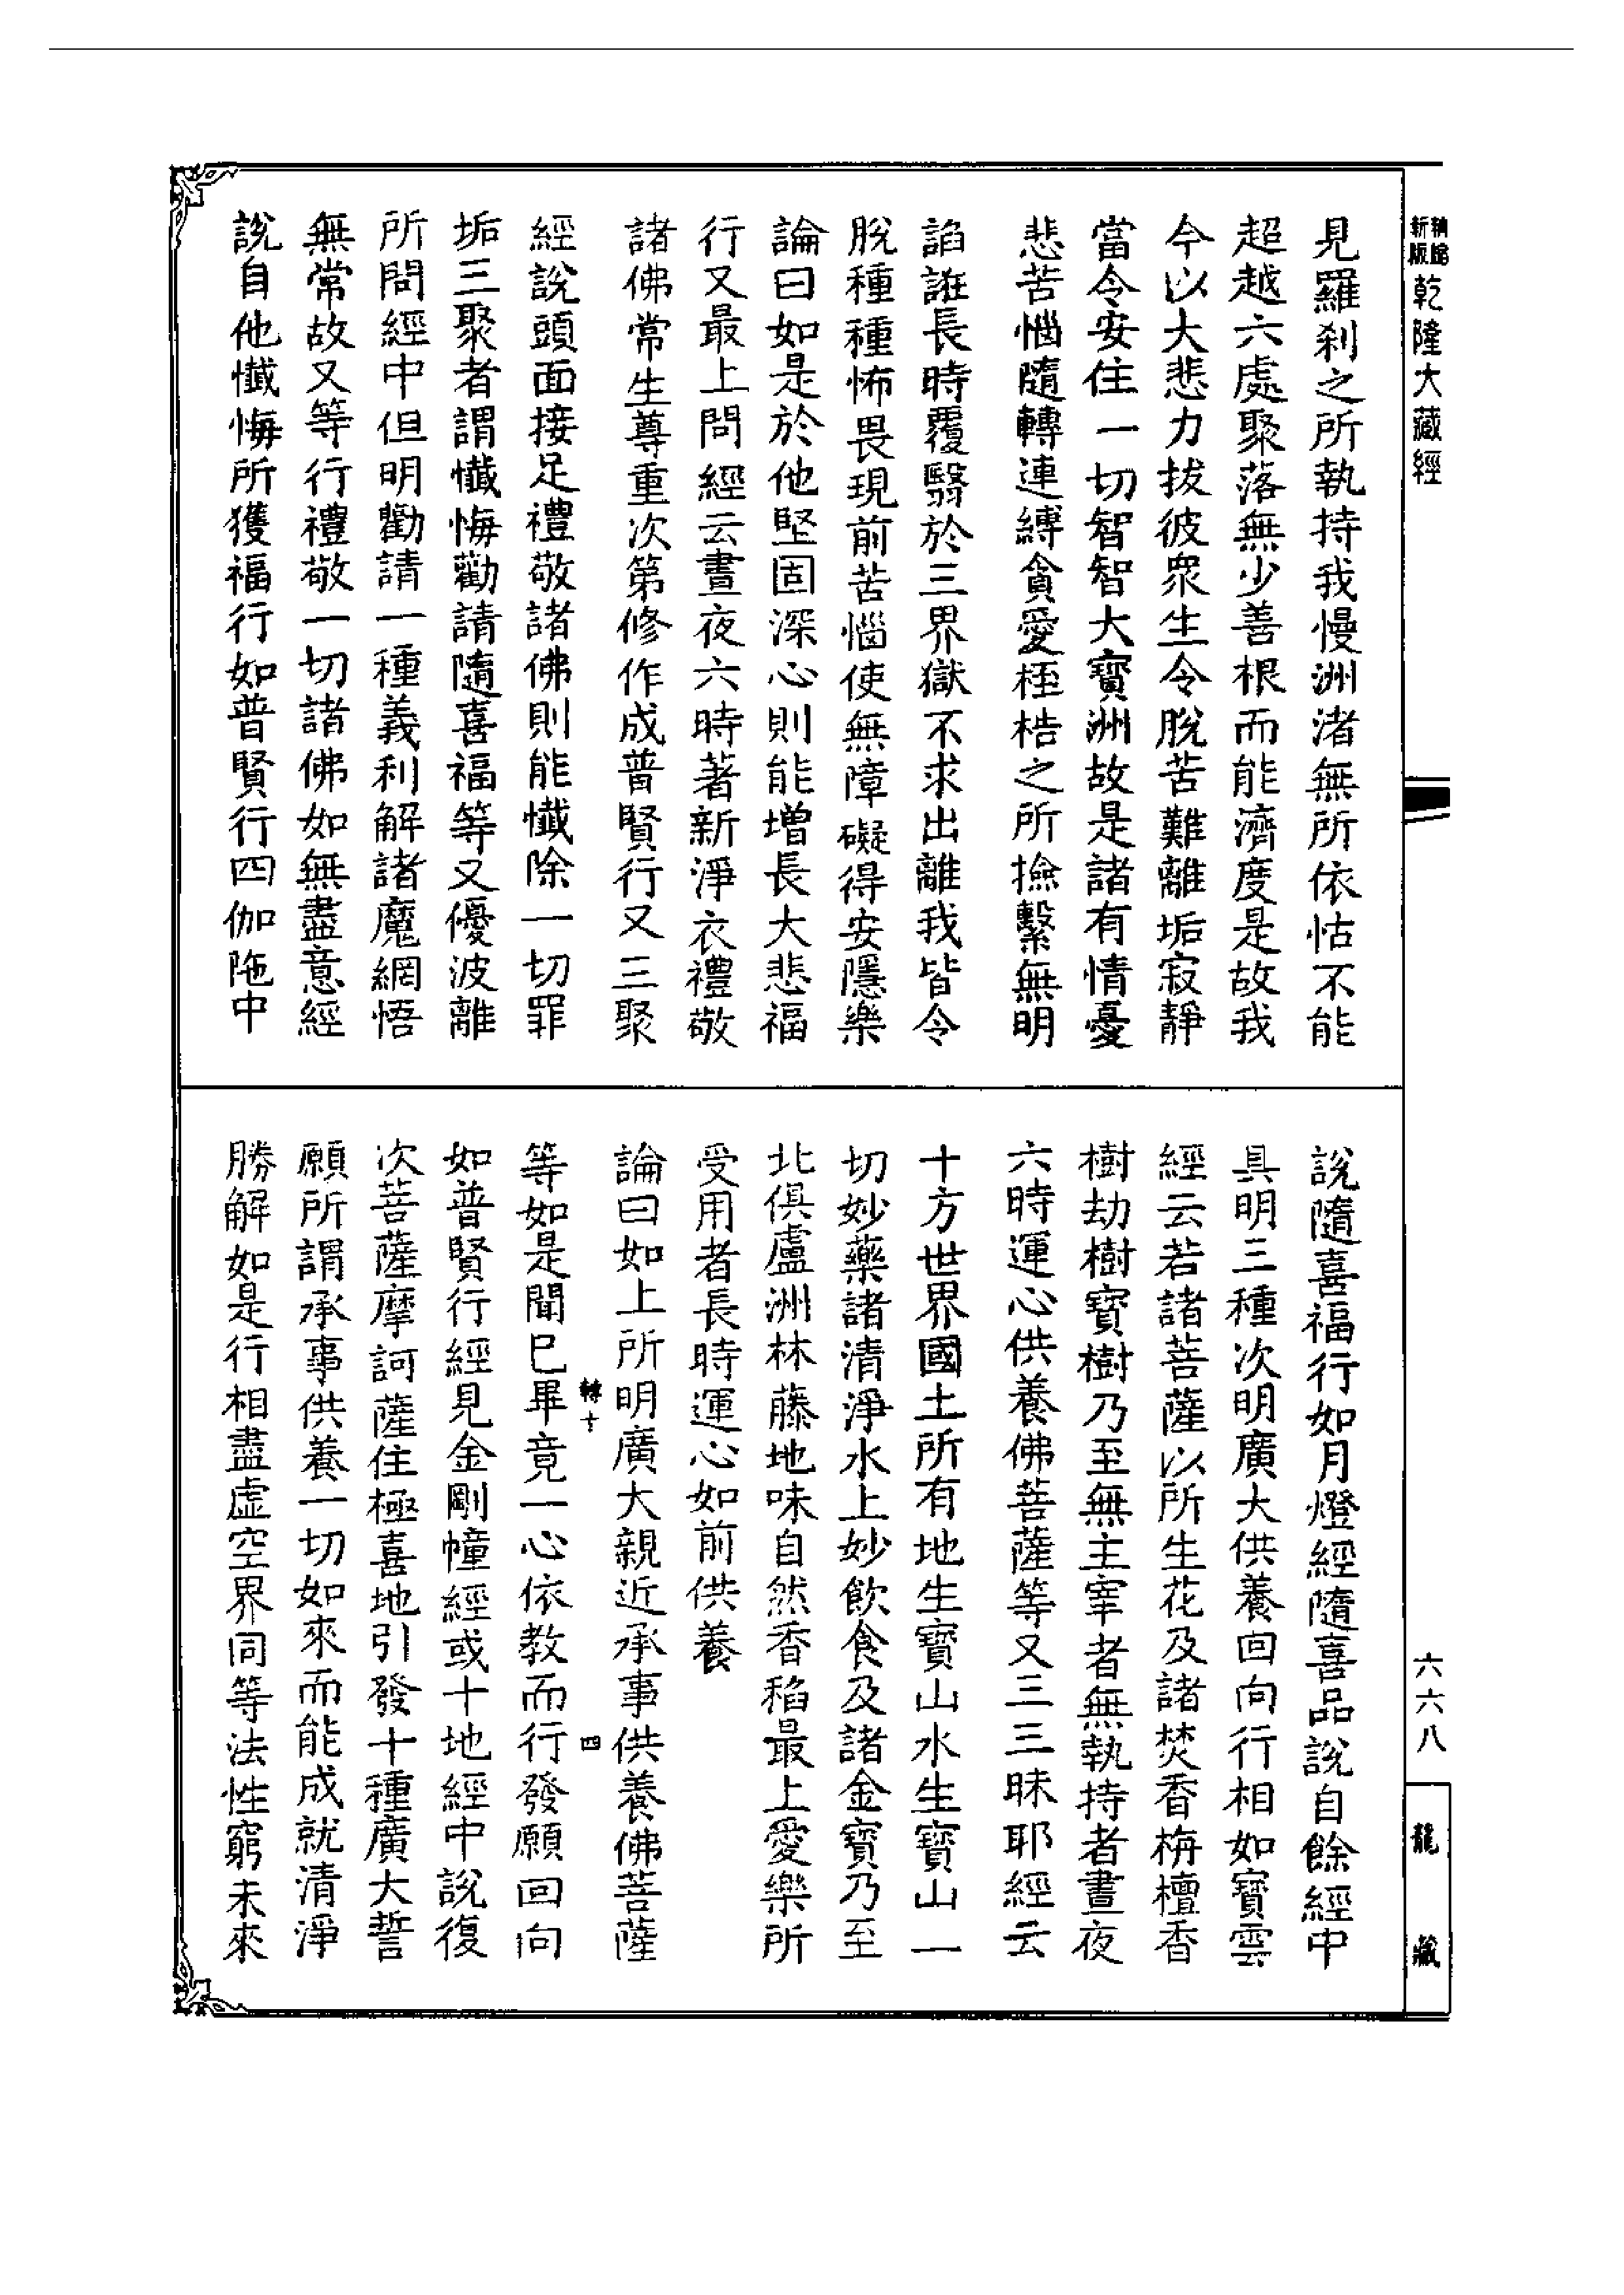 新編縮版乾隆大藏經
六六八
龍藏
見羅刹之所執持我慢洲渚無所依怙不能
超越六處聚落無少善根而能濟度是故我
今以大悲力拔彼衆生令脫苦難離垢寂靜
當令安住一切智智大寶洲故是諸有情憂
悲苦惱隨轉連縛貪愛桎梏之所撿繫無明
諂誑長時覆翳於三界獄不求出離我皆令
脫種種怖畏現前苦惱使無障礙得安隱樂
論曰如是於他堅固深心則能增長大悲福
行又最上問經云晝夜六時著新淨衣禮敬
諸佛常生尊重次第修作成普賢行又三聚
經說頭面接足禮敬諸佛則能懺除一切罪
垢三聚者謂懺悔勸請隨喜福等又優波離
所問經中但明勸請一種義利解諸魔網悟
無常故又等行禮敬一切諸佛如無盡意經
說自他懺悔所獲福行如普賢行四伽陁中
說隨喜福行如月燈經隨喜品說自餘經中
具明三種次明廣大供養回向行相如寶雲
經云若諸菩薩以所生花及諸焚香栴檀香
樹劫樹寶樹乃至無主宰者無執持者晝夜
六時運心供養佛菩薩等又三三昧耶經云
十方世界國土所有地生寶山水生寶山一
切妙藥諸清淨水上妙飲食及諸金寶乃至
北俱盧洲林藤地味自然香稻最上愛樂所
受用者長時運心如前供養
論曰如上所明廣大親近承事供養佛菩薩
轉十 四
等如是聞巳畢竟一心依教而行發願回向
如普賢行經見金剛幢經或十地經中說復
次菩薩摩訶薩住極喜地引發十種廣大誓
願所謂承事供養一切如來而能成就清淨
勝解如是行相盡虛空界同等法性窮未來